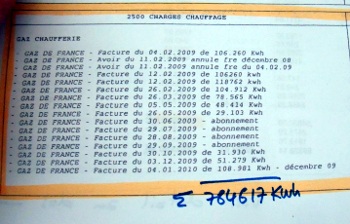 2500 CHARGES CHAUFFAGE
GAZ CHAUFFERIE
- GAZ DE FRANCE - Facture du 04.02.2009 de 106.260 Kwh
- GAZ DE FRANCE - Avoir du 11.02.2009 annule fre décembre 08
- GAZ DE FRANCE - Avoir du 11.02.2009 annule fre du 04.02.09
- GAZ DE FRANCE - Facture du 12.02.2009 de 106260 kwh
- GAZ DE FRANCE - Facture du 12.02.2009 de 118762 kwh
- GAZ DE FRANCE - Facture du 26.02.2009 de 104.912 Kwh
- GAZ DE FRANCE - Facture du 26.03.2009 de 78.565 Kwh
- GAZ DE FRANCE - Facture du 05.05.2009 de 48.414 Kwh
- GAZ DE FRANCE - Facture du 26.05.2009 de 29.103 Kwh
- GAZ DE FRANCE - Facture du 30.06.2009 - abonnement
- GAZ DE FRANCE - Facture du 29.07.2009 - abonnement
- GAZ DE FRANCE - Facture du 28.08.2009 - abonnement
- GAZ DE FRANCE - Facture du 29.09.2009 - abonnement
- GAZ DE FRANCE - Facture du 30.10.2009 de 31.930 Kwh
- GAZ DE FRANCE - Facture du 03.12.2009 de 51.279 Kwh
- GAZ DE FRANCE - Facture du 04.01.2010 de 108.981 Kwh - décembre 09
Σ 784617 Kwh